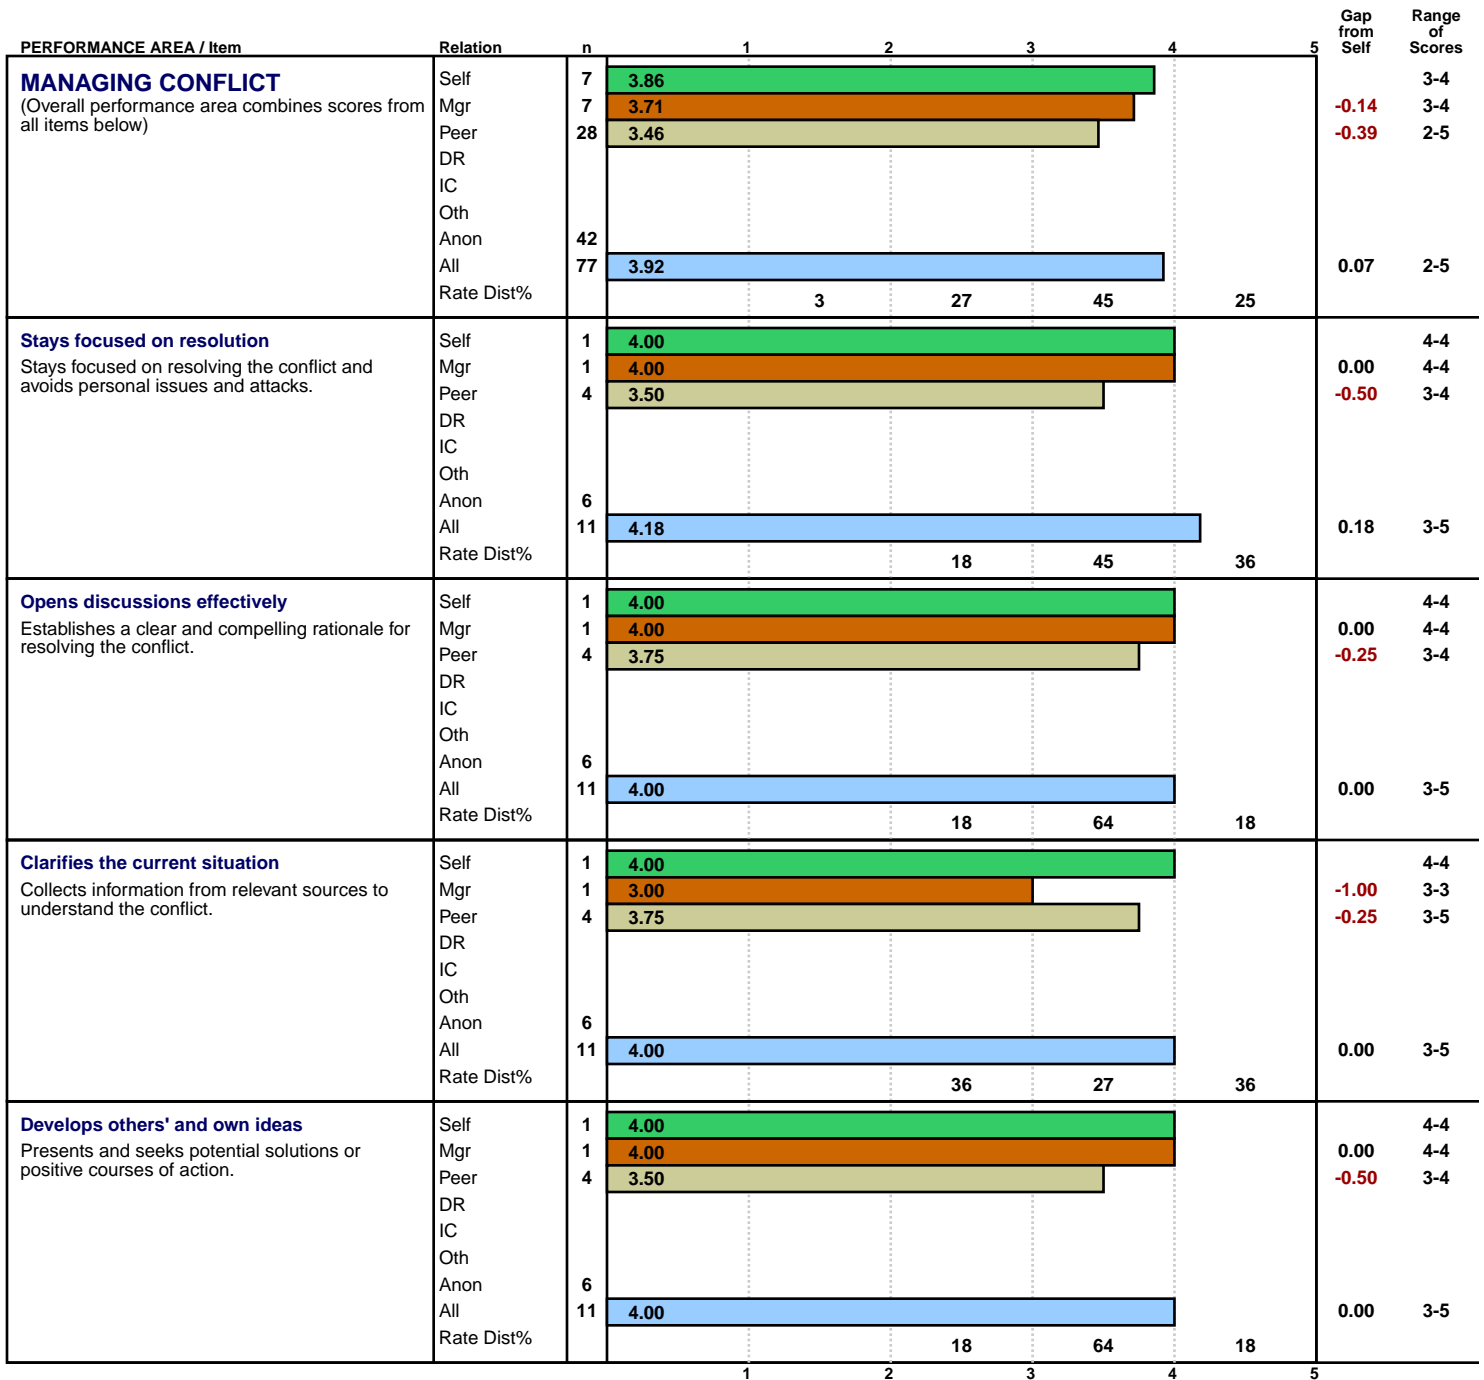 Gap from Self
Range of Scores
PERFORMANCE AREA / Item Relation n 1 2 3 4 5
MANAGING CONFLICT
(Overall performance area combines scores from
all items below)
Self 7 3.86 3-4
Mgr 7 3.71 -0.14 3-4
Peer 28 3.46 -0.39 2-5
DR
IC
Oth
Anon 42
All 77 3.92 0.07 2-5
Rate Dist% 3 27 45 25
Stays focused on resolution
Stays focused on resolving the conflict and
avoids personal issues and attacks.
Self 1 4.00 4-4
Mgr 1 4.00 0.00 4-4
Peer 4 3.50 -0.50 3-4
DR
IC
Oth
Anon 6
All 11 4.18 0.18 3-5
Rate Dist% 18 45 36
Opens discussions effectively
Establishes a clear and compelling rationale for
resolving the conflict.
Self 1 4.00 4-4
Mgr 1 4.00 0.00 4-4
Peer 4 3.75 -0.25 3-4
DR
IC
Oth
Anon 6
All 11 4.00 0.00 3-5
Rate Dist% 18 64 18
Clarifies the current situation
Collects information from relevant sources to
understand the conflict.
Self 1 4.00 4-4
Mgr 1 3.00 -1.00 3-3
Peer 4 3.75 -0.25 3-5
DR
IC
Oth
Anon 6
All 11 4.00 0.00 3-5
Rate Dist% 36 27 36
Develops others' and own ideas
Presents and seeks potential solutions or
positive courses of action.
Self 1 4.00 4-4
Mgr 1 4.00 0.00 4-4
Peer 4 3.50 -0.50 3-4
DR
IC
Oth
Anon 6
All 11 4.00 0.00 3-5
Rate Dist% 18 64 18
1 2 3 4 5